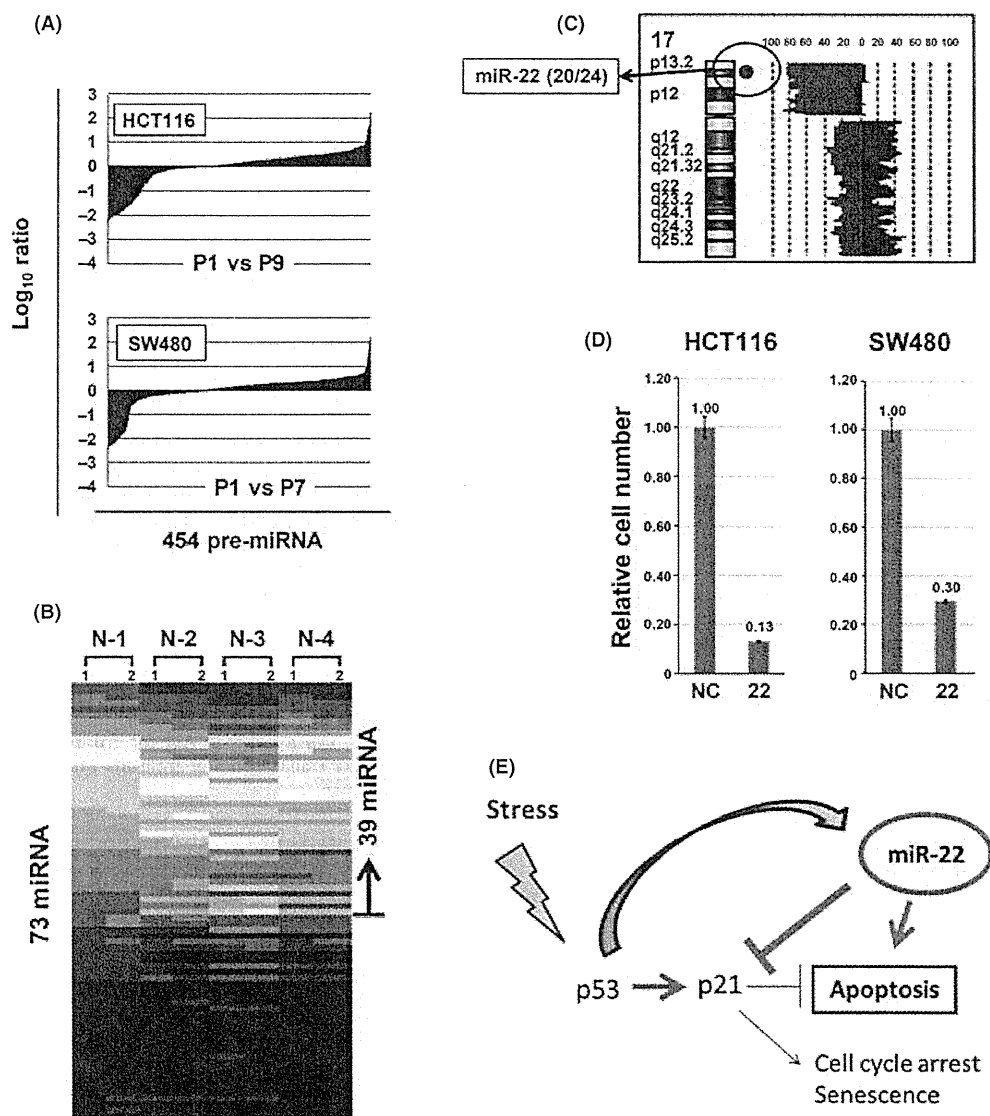 (A)
3
2
1
0
−1
−2
−3
−4
HCT116
P1 vs P9
Log10 ratio
3
2
1
0
−1
−2
−3
−4
SW480
P1 vs P7
454 pre-miRNA
(B)
N-1 N-2 N-3 N-4
1 2 1 2 1 2 1 2
73 miRNA
39 miRNA
(C)
17
100 80 60 40 20 0 20 40 60 80 100
p13.2
miR-22 (20/24)
p12
q12
q21.2
q21.32
q22
q23.2
q24.1
q24.3
q25.2
(D)
HCT116 SW480
Relative cell number
1.20
1.00
0.80
0.60
0.40
0.20
0
1.00
0.13
NC 22
1.20
1.00
0.80
0.60
0.40
0.20
0
1.00
0.30
NC 22
(E)
Stress
miR-22
p53 p21 Apoptosis
Cell cycle arrest
Senescence